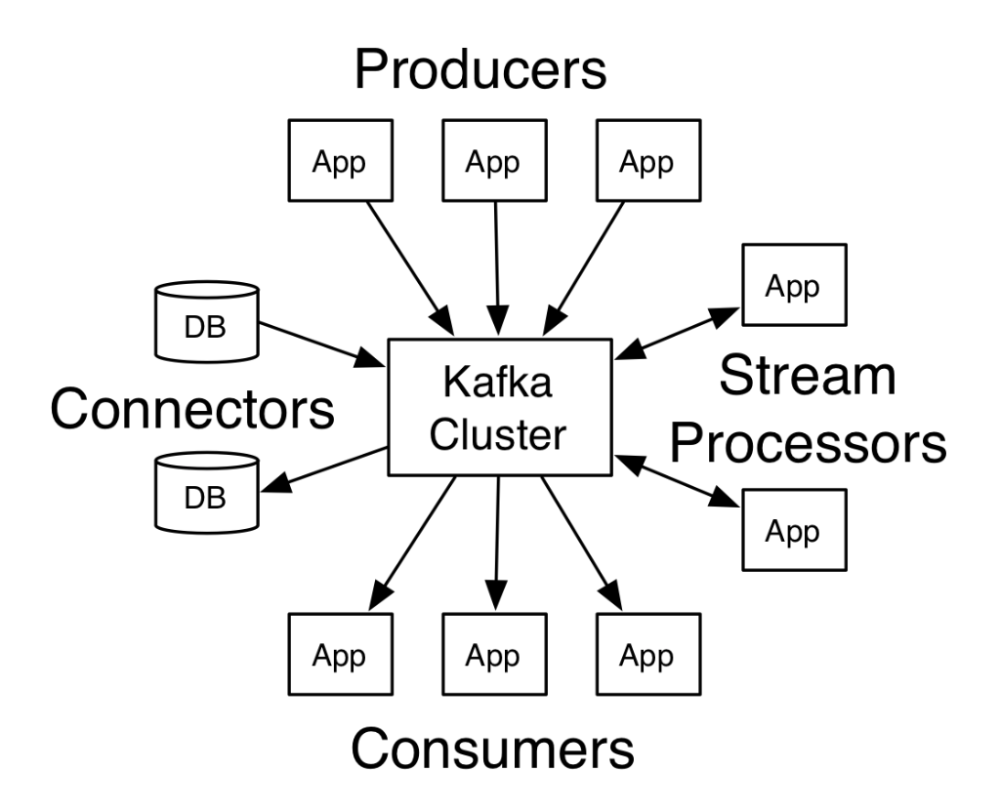 Producers
App
App
App
App
DB
Kafka
Cluster
Stream
Processors
Connectors
DB
App
App
App
App
Consumers